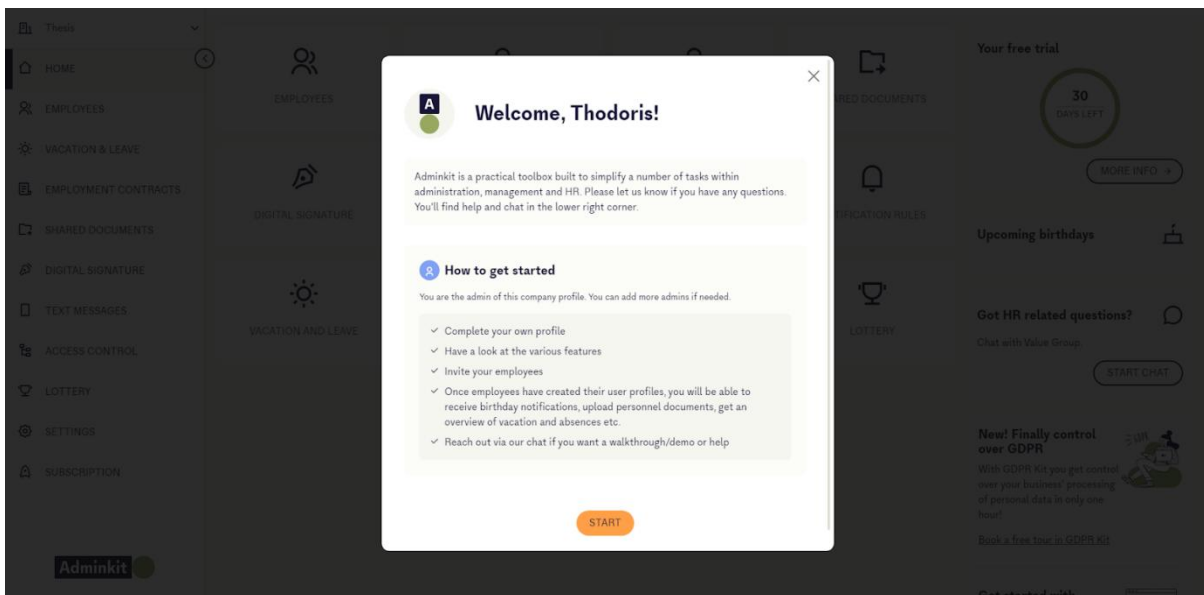 Thesis
HOME
EMPLOYEES
VACATION & LEAVE
EMPLOYMENT CONTRACTS
SHARED DOCUMENTS
DIGITAL SIGNATURE
TEXT MESSAGES
ACCESS CONTROL
LOTTERY
SETTINGS
SUBSCRIPTION
Adminkit
EMPLOYEES
DIGITAL SIGNATURE
VACATION AND LEAVE
DOCUMENTS
RULES
LOTTERY
A
Welcome, Thodoris!
Adminkit is a practical toolbox built to simplify a number of tasks within
administration, management and HR. Please let us know if you have any questions.
You'll find help and chat in the lower right corner.
How to get started
You are the admin of this company profile. You can add more admins if needed.
Complete your own profile
Have a look at the various features
Invite your employees
Once employees have created their user profiles, you will be able to
receive birthday notifications, upload personnel documents, get an
overview of vacation and absences etc.
Reach out via our chat if you want a walkthrough/demo or help
START
Your free trial
30
DAYS LEFT
MORE INFO →
Upcoming birthdays
Got HR related questions?
Chat with Value Group.
START CHAT
New! Finally control
over GDPR
With GDPR Kit you get control
over your business' processing
of personal data in only one
hour!
Book a free tour in GDPR Kit
Get started with